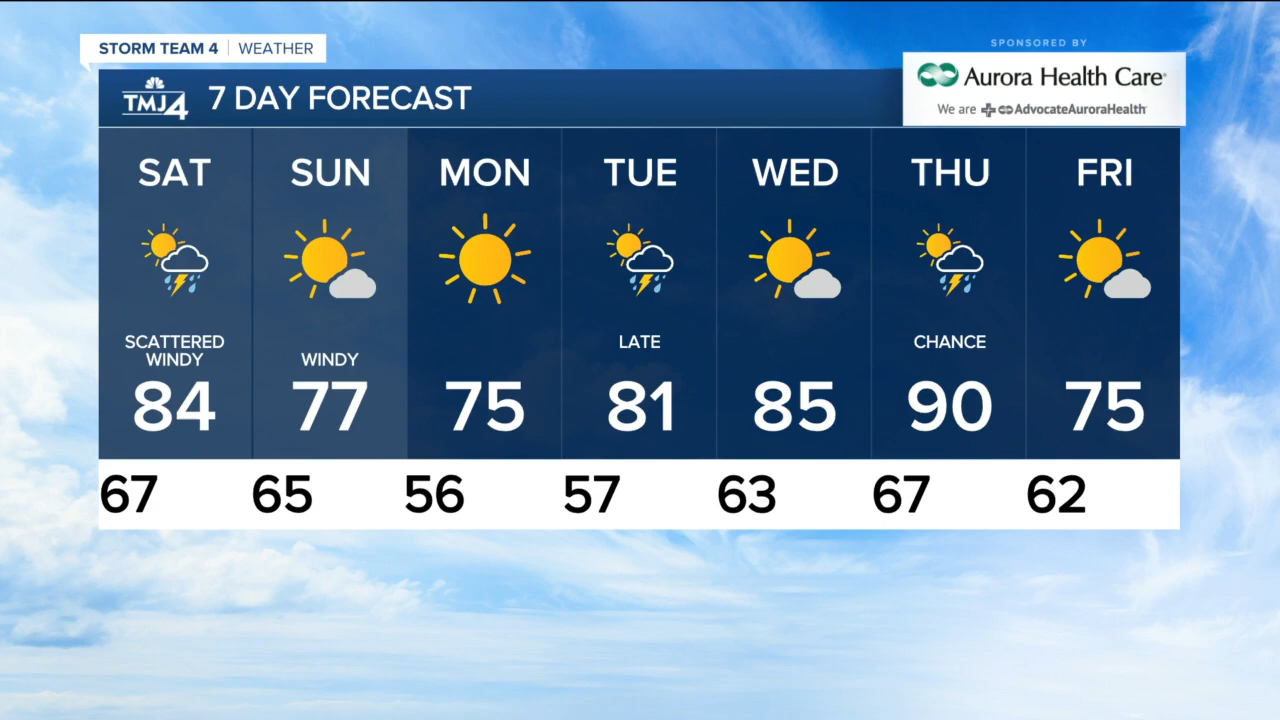 STORM TEAM 4 | WEATHER
SPONSORED BY
Aurora Health Care®
We are AdvocateAuroraHealth
TMJ4 7 DAY FORECAST
SAT SUN MON TUE WED THU FRI
SCATTERED
WINDY WINDY LATE CHANCE
84 77 75 81 85 90 75
67 65 56 57 63 67 62